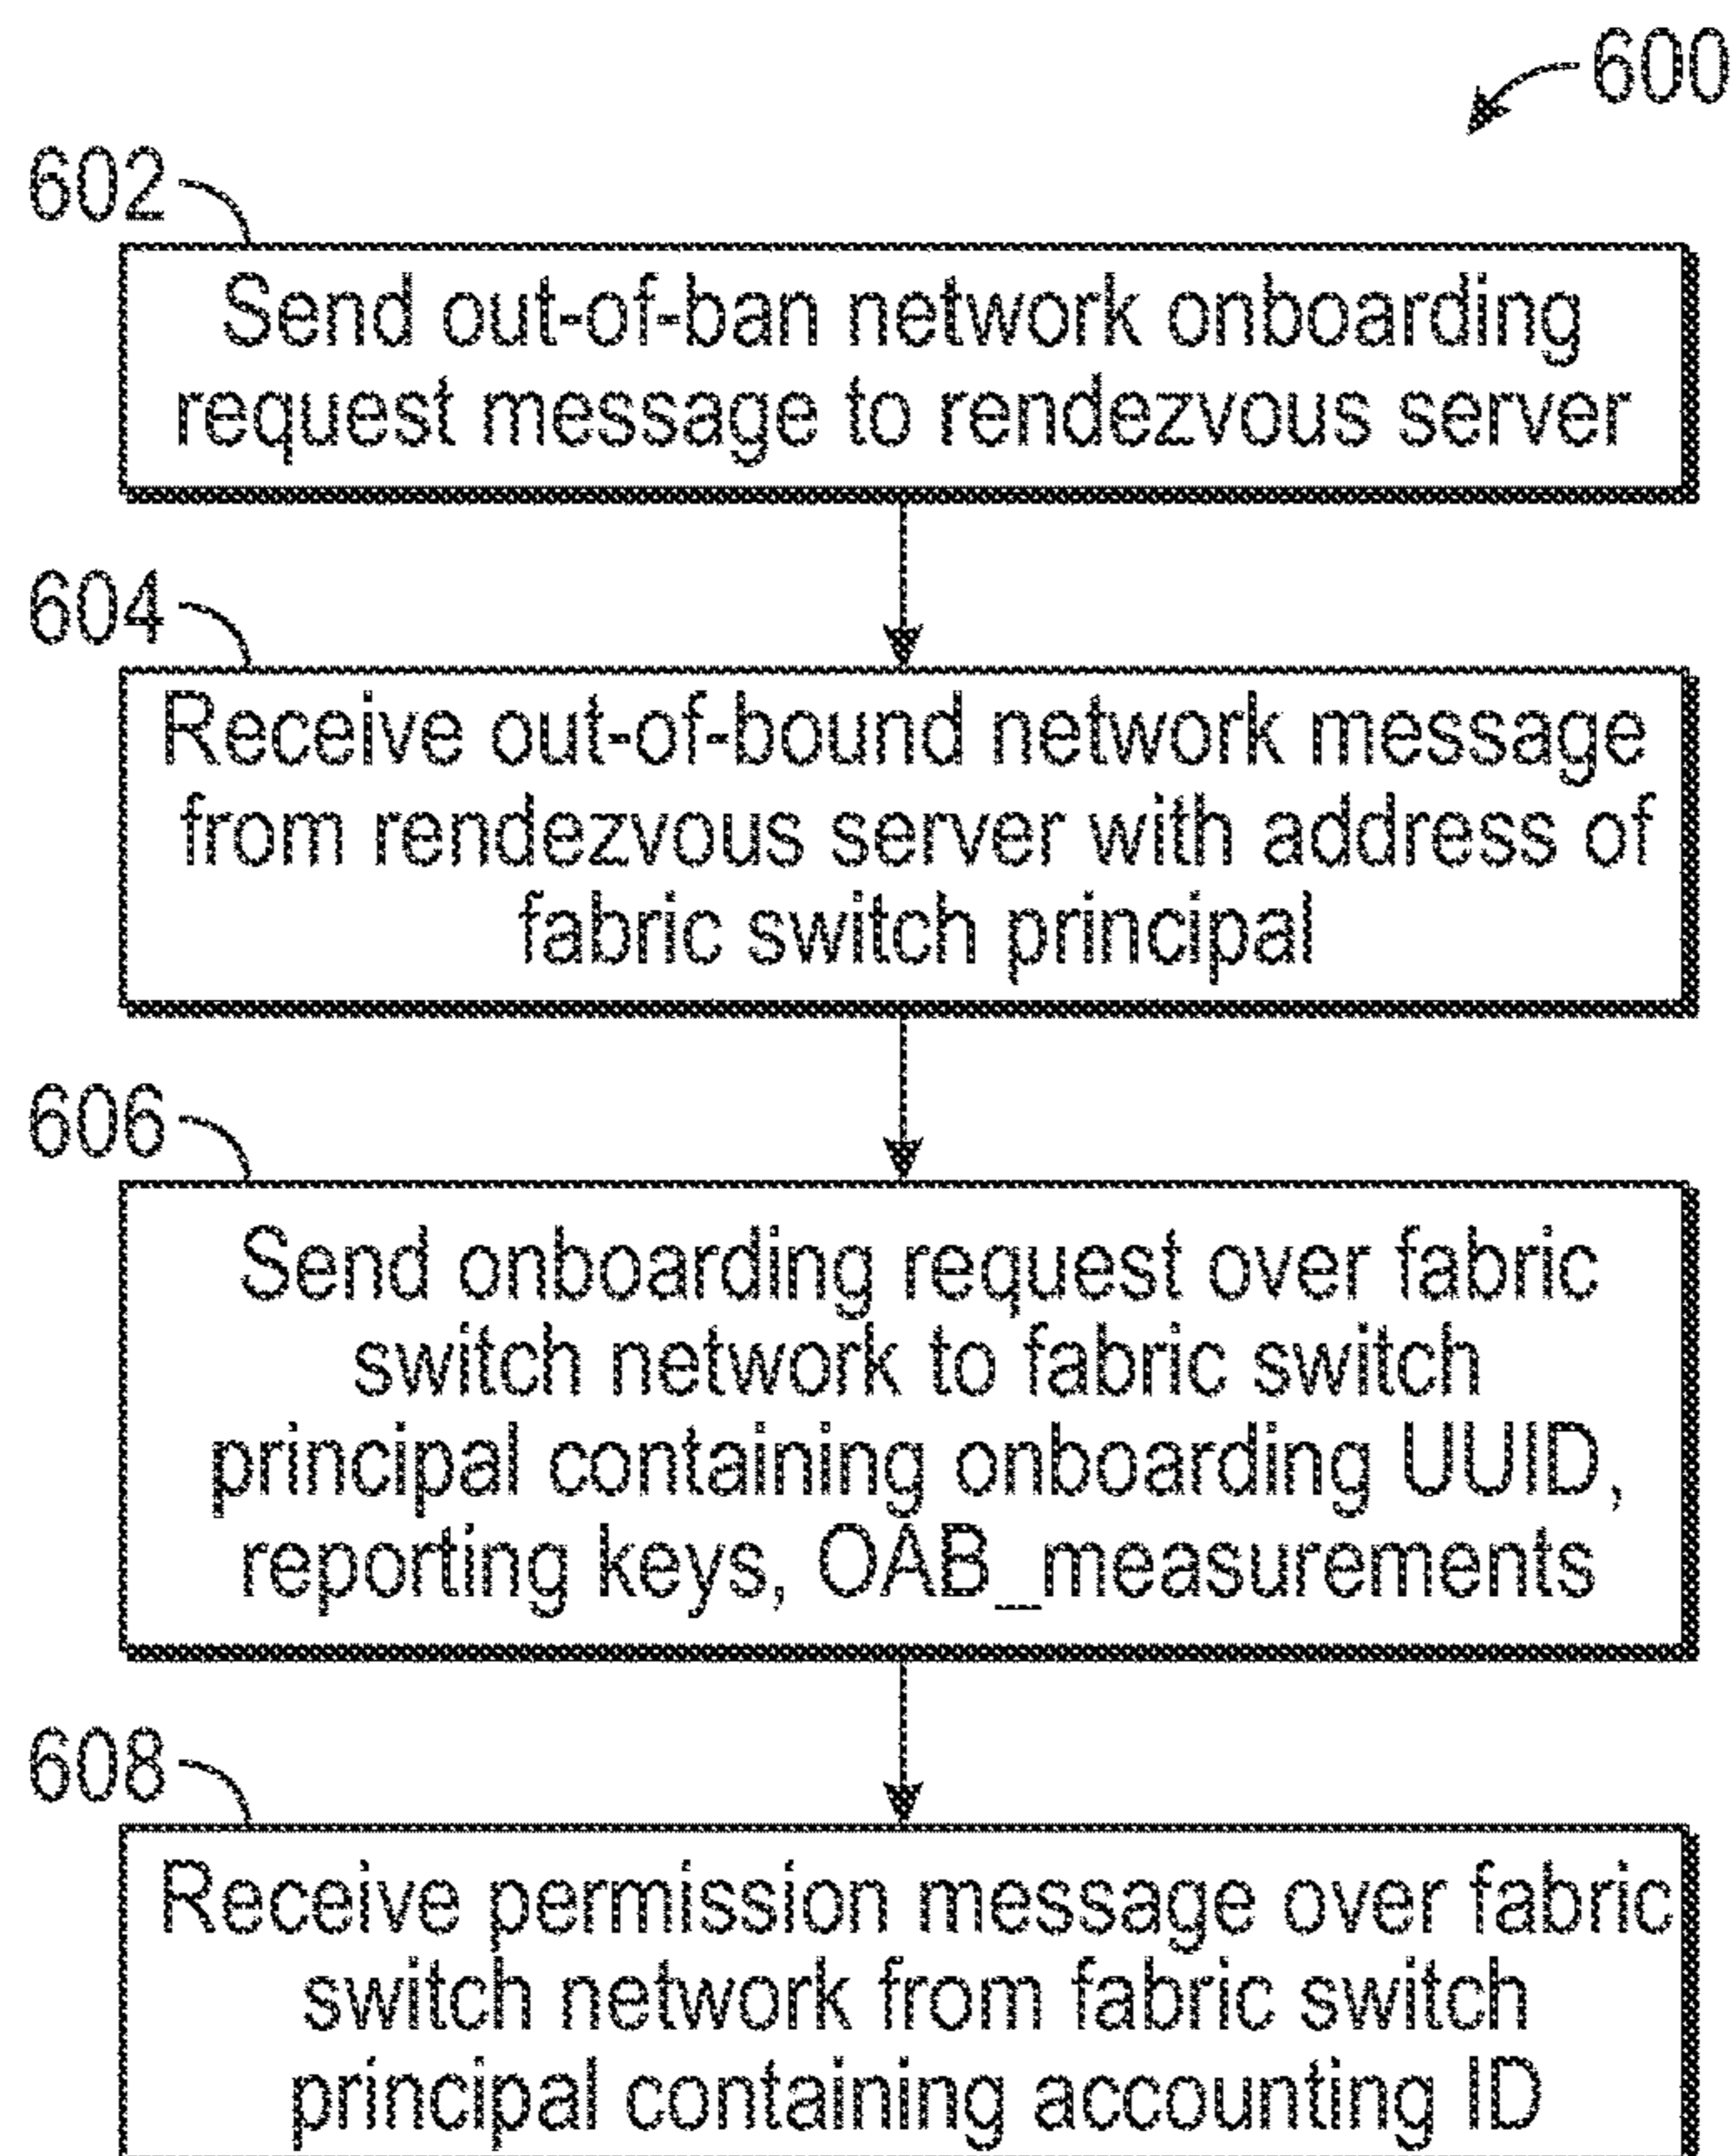 600
602
Send out-of-ban network onboarding
request message to rendezvous server
604
Receive out-of-bound network message
from rendezvous server with address of
fabric switch principal
606
Send onboarding request over fabric
switch network to fabric switch
principal containing onboarding UUID,
reporting keys, OAB_measurements
608
Receive permission message over fabric
switch network from fabric switch
principal containing accounting ID